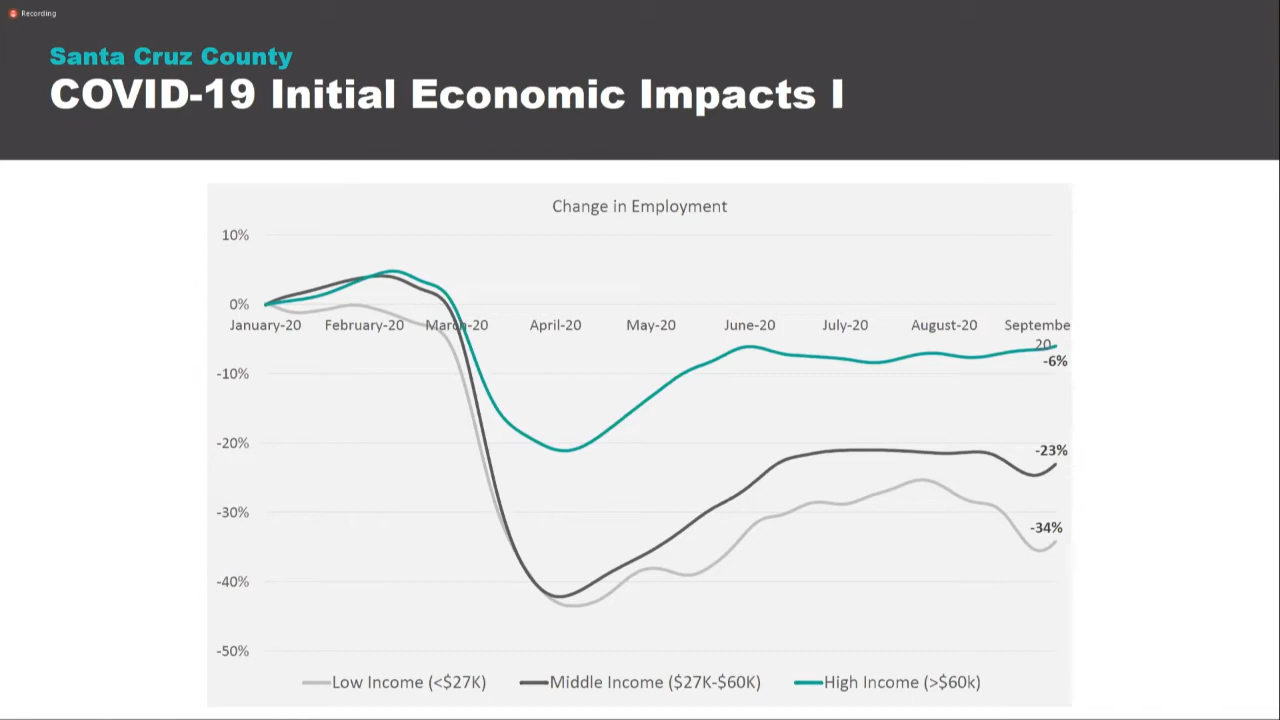 Recording
Santa Cruz County
COVID-19 Initial Economic Impacts I
Change in Employment
10%
0%
January-20 February-20 March-20 April-20 May-20 June-20 July-20 August-20 Septembe
20
-6%
-10%
-20%
-23%
-30%
-34%
-40%
-50%
Low Income (<$27K) Middle Income ($27K-$60K) High Income (>$60k)